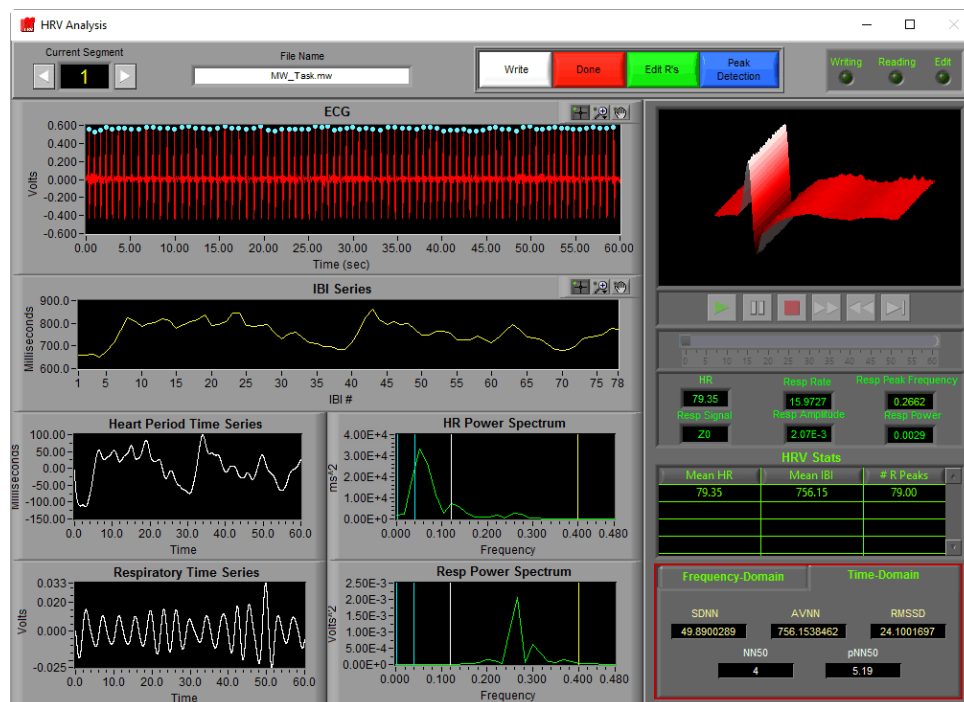 HRV Analysis
Current Segment
1
File Name
MW_Task.mw
Write
Done
Edit R's
Peak Detection
Writing
Reading
Edit
ECG
0.600
0.400
0.200
0.000
-0.200
-0.400
-0.600
Volts
0.00 5.00 10.00 15.00 20.00 25.00 30.00 35.00 40.00 45.00 50.00 55.00 60.00
Time (sec)
IBI Series
900.0
800.0
700.0
600.0
Milliseconds
1 5 10 15 20 25 30 35 40 45 50 55 60 65 70 75 78
IBI #
Heart Period Time Series
100.00
50.00
0.00
-50.00
-100.00
-150.00
Milliseconds
0.0 10.0 20.0 30.0 40.0 50.0 60.0
Time
HR Power Spectrum
4.00E+4
3.00E+4
2.00E+4
1.00E+4
0.00E+0
ms^2
0.000 0.100 0.200 0.300 0.400 0.480
Frequency
Respiratory Time Series
0.033
0.020
0.000
-0.025
Volts
0.0 10.0 20.0 30.0 40.0 50.0 60.0
Time
Resp Power Spectrum
2.50E-3
2.00E-3
1.50E-3
1.00E-3
5.00E-4
0.00E+0
Volts^2
0.000 0.100 0.200 0.300 0.400 0.480
Frequency
0 5 10 15 20 25 30 35 40 45 50 55 60
HR
79.35
Resp Rate
15.9727
Resp Peak Frequency
0.2662
Resp Signal
Z0
Resp Amplitude
2.07E-3
Resp Power
0.0029
HRV Stats
Mean HR Mean IBI # R Peaks
79.35 756.15 79.00
Frequency-Domain
Time-Domain
SDNN AVNN RMSSD
49.8900289 756.1538462 24.1001697
NN50 pNN50
4 5.19